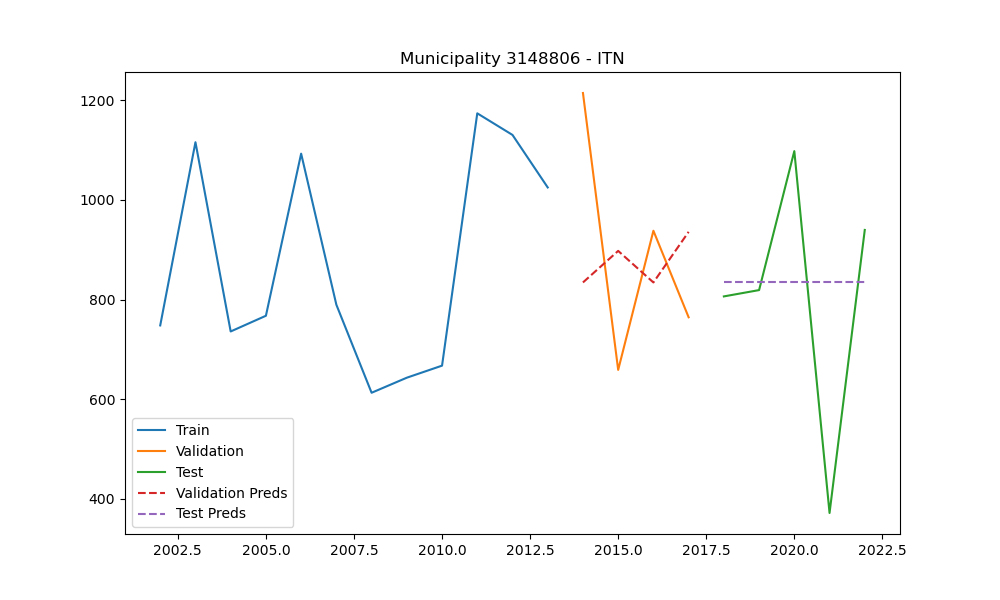 Municipality 3148806 - ITN
1200
1000
800
600
400
Train
Validation
Test
Validation Preds
Test Preds
2002.5 2005.0 2007.5 2010.0 2012.5 2015.0 2017.5 2020.0 2022.5